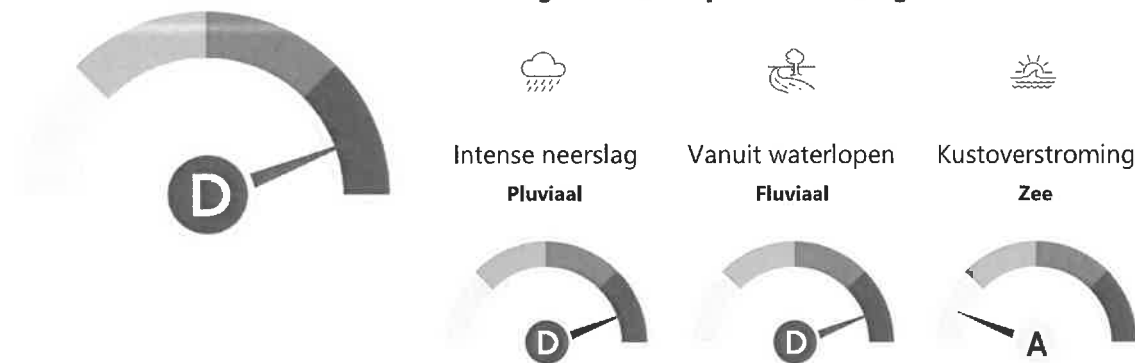 D
Intense neerslag
Vanuit waterlopen
Kustoverstroming
Pluviaal
Fluviaal
Zee
D
D
A